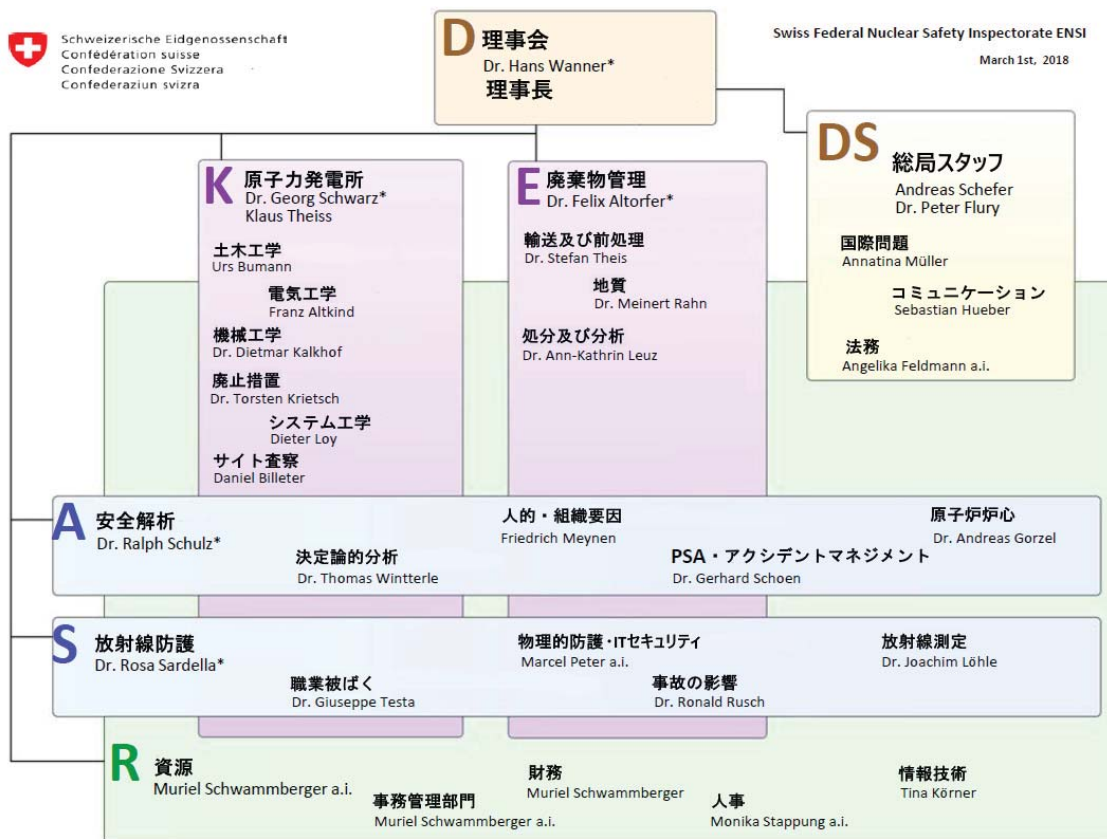 Schweizerische Eidgenossenschaft
Confédération suisse
Confederazione Svizzera
Confederaziun svizra
D 理事会
Dr. Hans Wanner*
理事長
Swiss Federal Nuclear Safety Inspectorate ENSI
March 1st, 2018
DS
総局スタッフ
Andreas Schefer
Dr. Peter Flury
国際問題
Annatina Müller
コミュニケーション
Sebastian Hueber
法務
Angelika Feldmann a.i.
K 原子力発電所
Dr. Georg Schwarz*
Klaus Theiss
土木工学
Urs Bumann
電気工学
Franz Altkind
機械工学
Dr. Dietmar Kalkhof
廃止措置
Dr. Torsten Krietsch
システム工学
Dieter Loy
サイト査察
Daniel Billeter
E 廃棄物管理
Dr. Felix Altorfer*
輸送及び前処理
Dr. Stefan Theis
地質
Dr. Meinert Rahn
処分及び分析
Dr. Ann-Kathrin Leuz
A 安全解析
Dr. Ralph Schulz*
決定論的分析
Dr. Thomas Wintterle
人的・組織要因
Friedrich Meynen
PSA・アクシデントマネジメント
Dr. Gerhard Schoen
原子炉炉心
Dr. Andreas Gorzel
S 放射線防護
Dr. Rosa Sardella*
職業被ばく
Dr. Giuseppe Testa
物理的防護・ITセキュリティ
Marcel Peter a.i.
事故の影響
Dr. Ronald Rusch
放射線測定
Dr. Joachim Löhle
R 資源
Muriel Schwammberger a.i.
事務管理部門
Muriel Schwammberger a.i.
財務
Muriel Schwammberger
人事
Monika Stappung a.i.
情報技術
Tina Körner